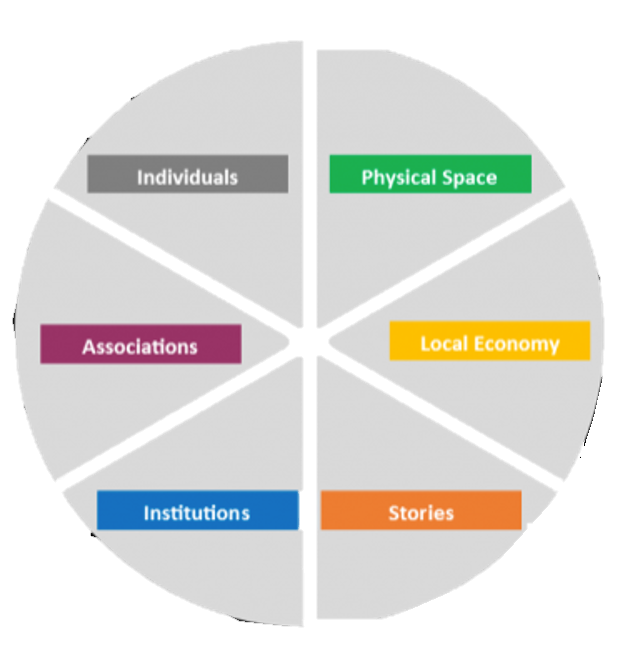 Individuals
Physical Space
Associations
Local Economy
Institutions
Stories